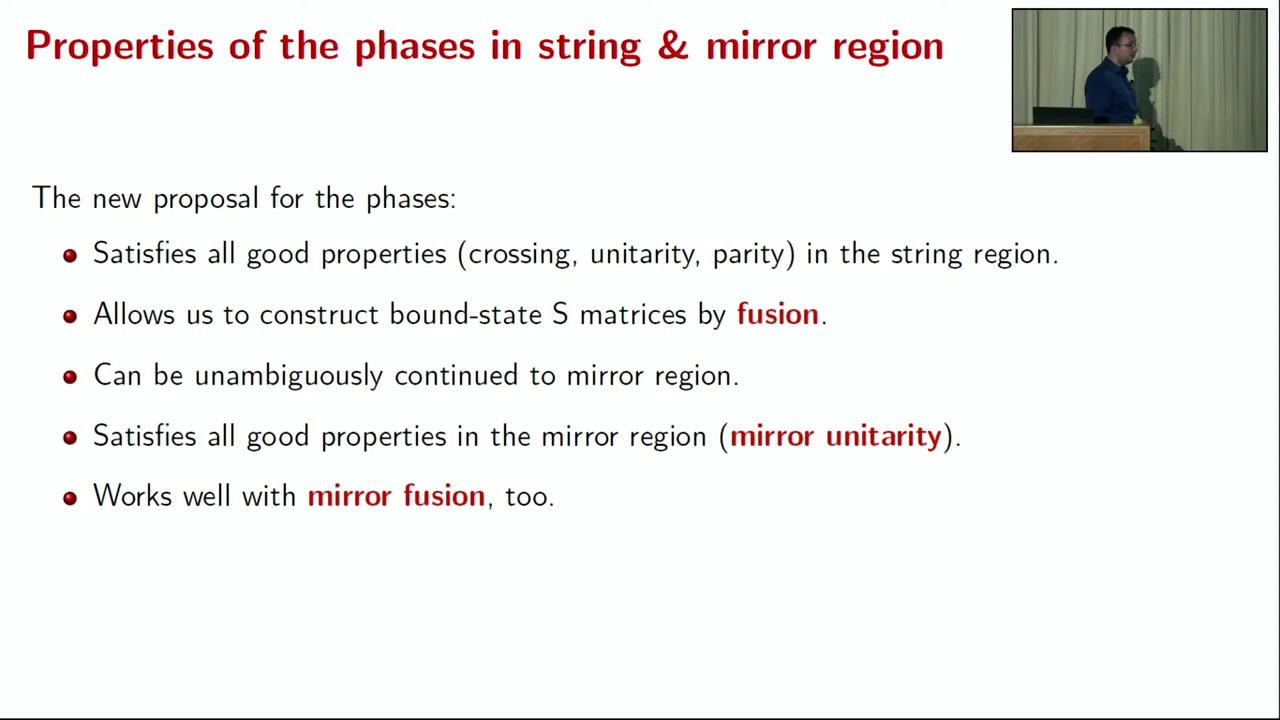 Properties of the phases in string & mirror region
The new proposal for the phases:
Satisfies all good properties (crossing, unitarity, parity) in the string region.
Allows us to construct bound-state S matrices by fusion.
Can be unambiguously continued to mirror region.
Satisfies all good properties in the mirror region (mirror unitarity).
Works well with mirror fusion, too.